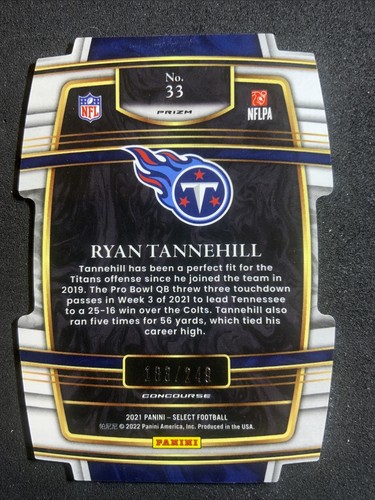 No.
33
PRIZM
NFL
NFLPA
T
RYAN TANNEHILL
Tannehill has been a perfect fit for the
Titans offense since he joined the team in
2019. The Pro Bowl QB threw three touchdown
passes in Week 3 of 2021 to lead Tennessee
to a 25-16 win over the Colts. Tannehill also
ran five times for 56 yards, which tied his
career high.
CONCOURSE
2021 PANINI – SELECT FOOTBALL
© 2022 Panini America, Inc. Produced in the USA.
PANINI